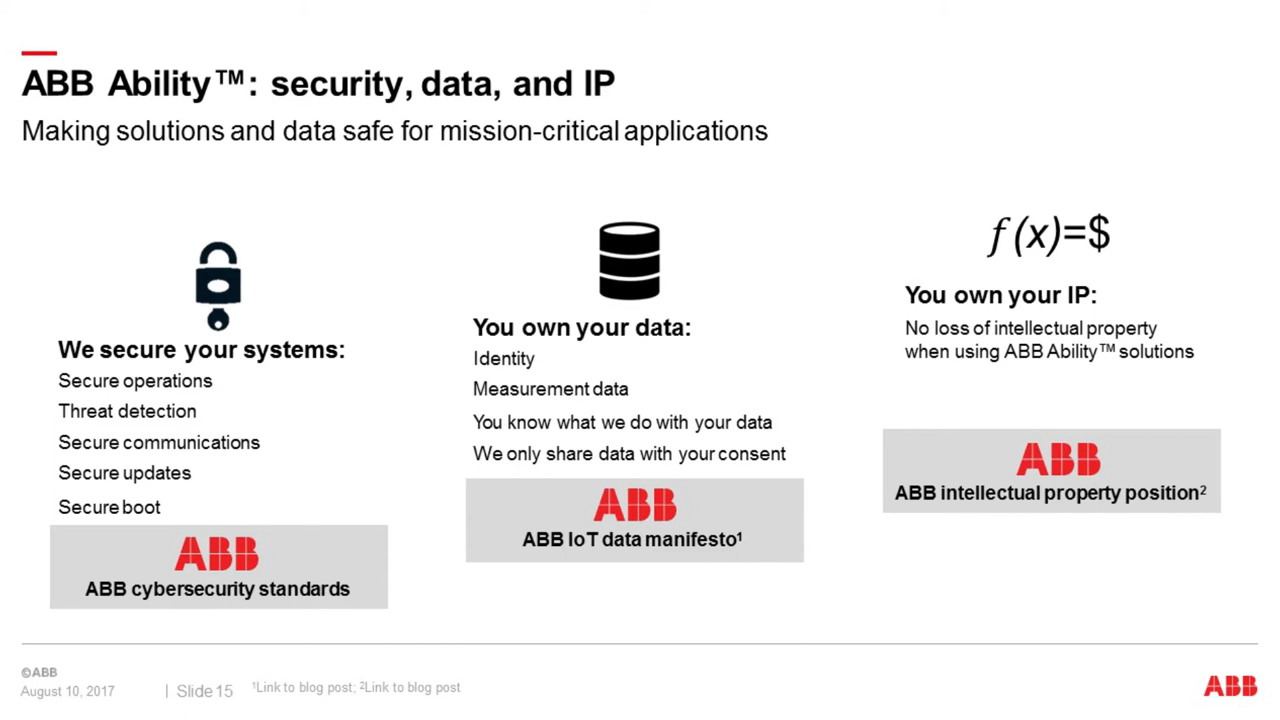 ABB Ability™: security, data, and IP
Making solutions and data safe for mission-critical applications
We secure your systems:
Secure operations
Threat detection
Secure communications
Secure updates
Secure boot
ABB
ABB cybersecurity standards
You own your data:
Identity
Measurement data
You know what we do with your data
We only share data with your consent
ABB
ABB IoT data manifesto¹
f(x)=$
You own your IP:
No loss of intellectual property
when using ABB Ability™ solutions
ABB
ABB intellectual property position²
©ABB
August 10, 2017 | Slide 15 ¹Link to blog post; ²Link to blog post
ABB